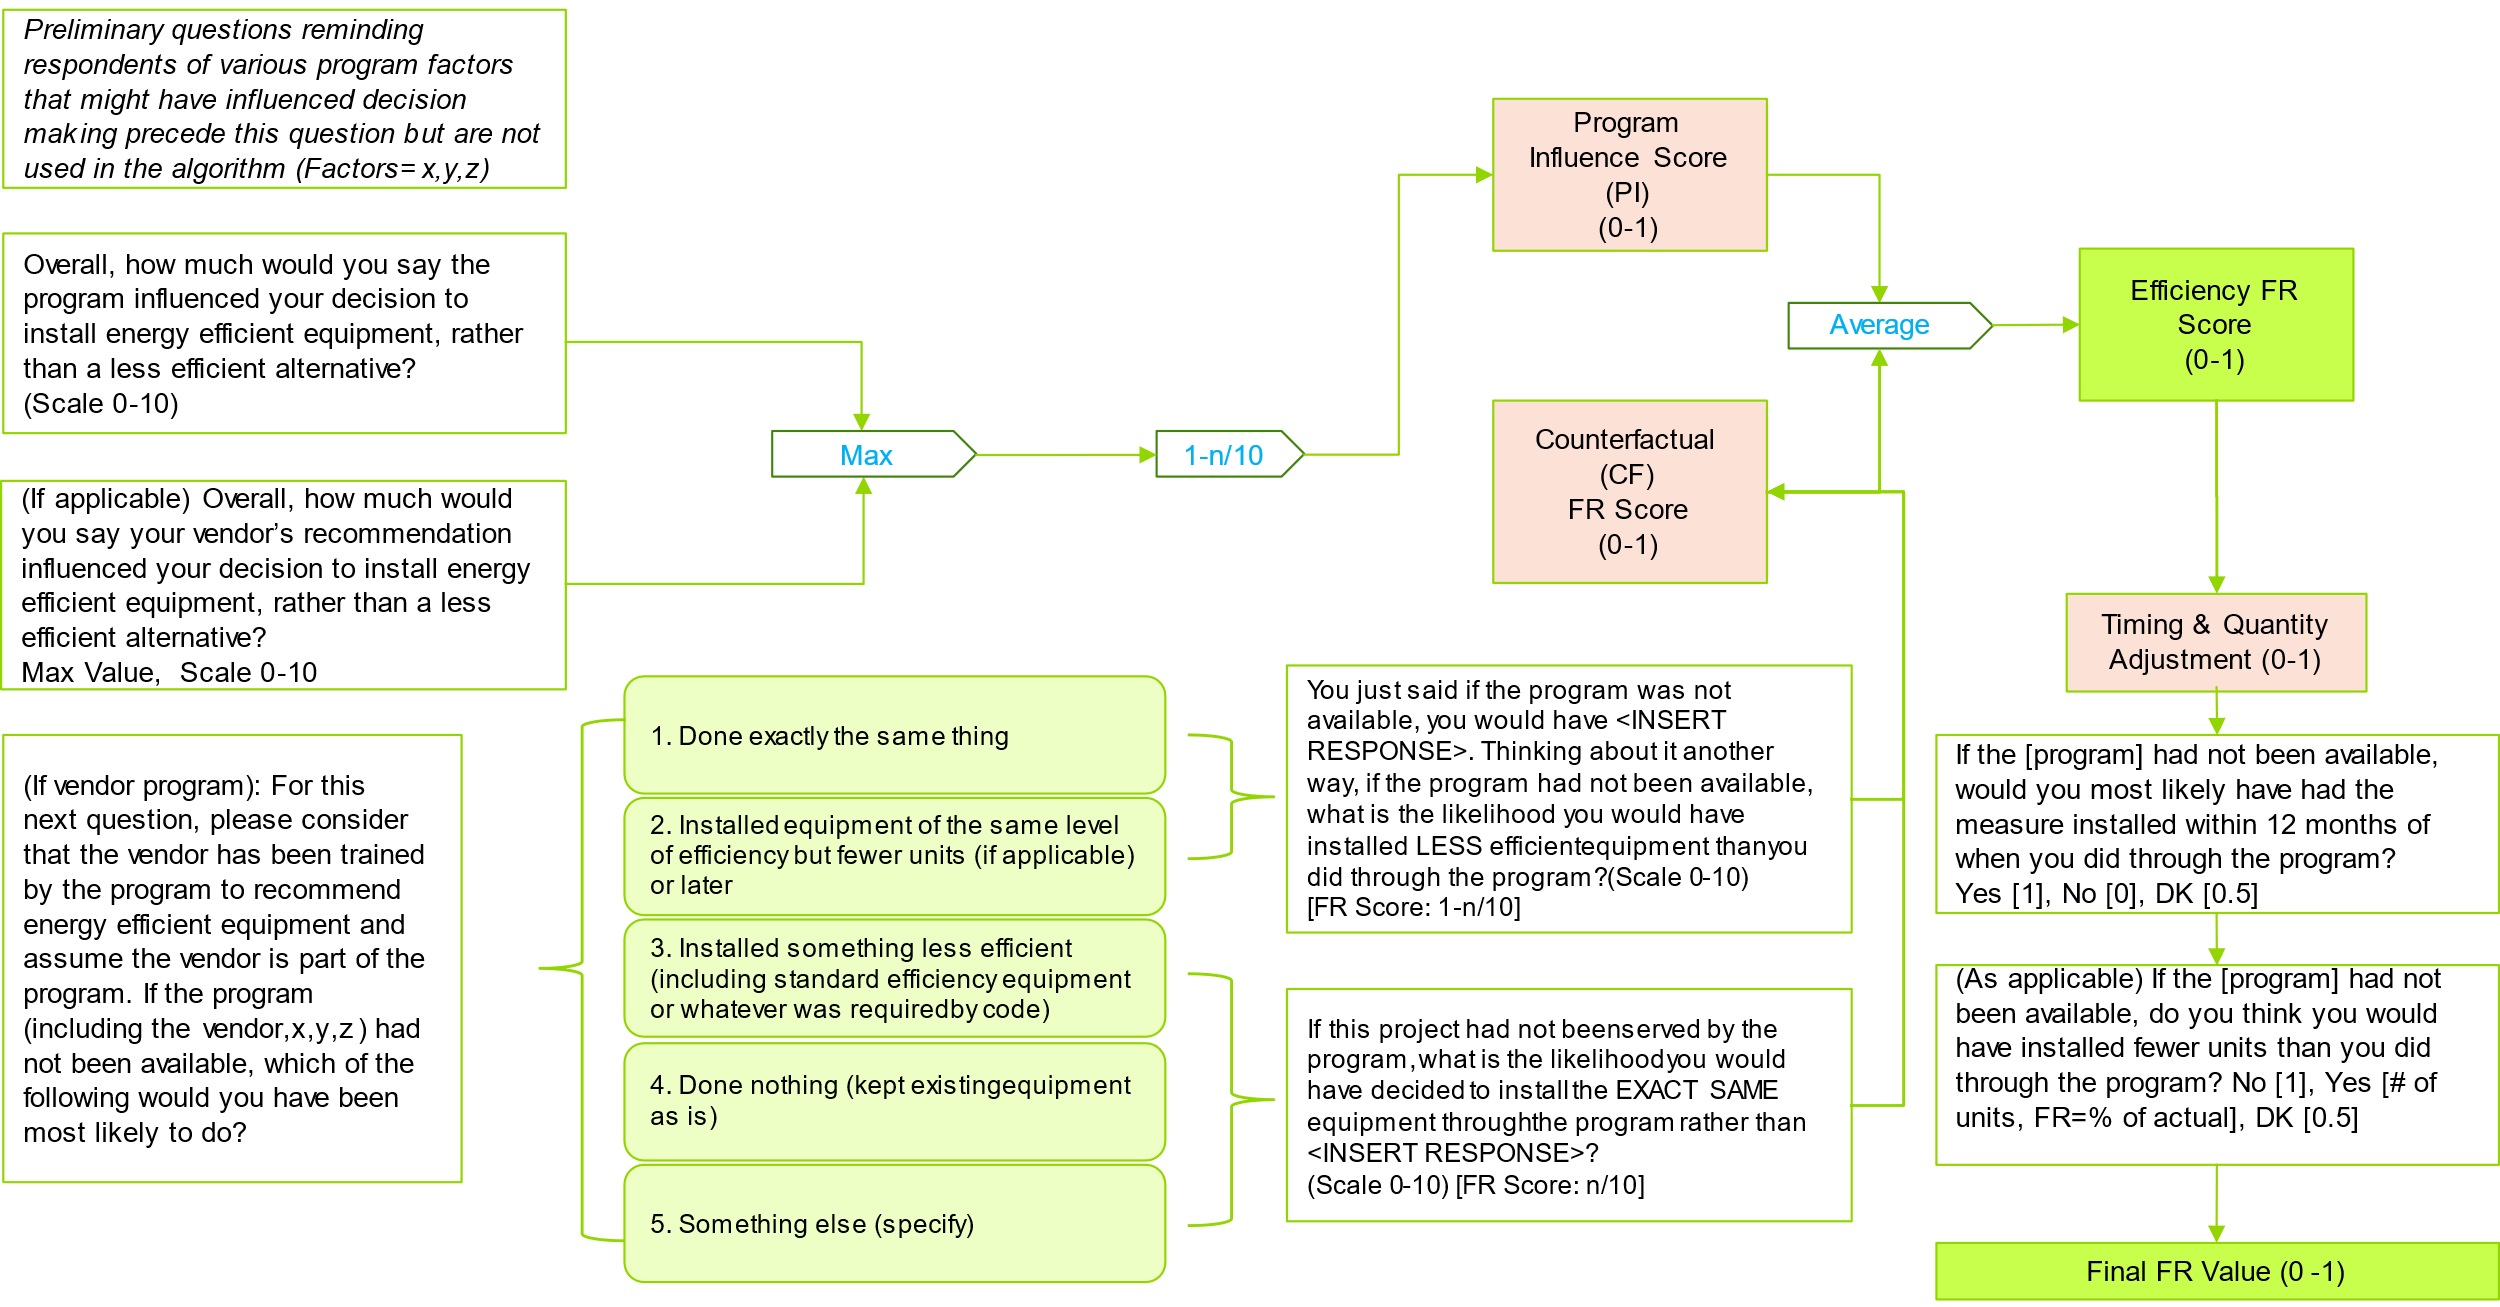 Preliminary questions reminding
respondents of various program factors
that might have influenced decision
making precede this question but are not
used in the algorithm (Factors= x,y,z)
Overall, how much would you say the
program influenced your decision to
install energy efficient equipment, rather
than a less efficient alternative?
(Scale 0-10)
(If applicable) Overall, how much would
you say your vendor’s recommendation
influenced your decision to install energy
efficient equipment, rather than a less
efficient alternative?
Max Value, Scale 0-10
(If vendor program): For this
next question, please consider
that the vendor has been trained
by the program to recommend
energy efficient equipment and
assume the vendor is part of the
program. If the program
(including the vendor,x,y,z ) had
not been available, which of the
following would you have been
most likely to do?
Max
1-n/10
1. Done exactly the same thing
2. Installed equipment of the same level
of efficiency but fewer units (if applicable)
or later
3. Installed something less efficient
(including standard efficiency equipment
or whatever was requiredby code)
4. Done nothing (kept existingequipment
as is)
5. Something else (specify)
You just said if the program was not
available, you would have <INSERT
RESPONSE>. Thinking about it another
way, if the program had not been available,
what is the likelihood you would have
installed LESS efficientequipment thanyou
did through the program?(Scale 0-10)
[FR Score: 1-n/10]
If this project had not beenserved by the
program, what is the likelihoodyou would
have decided to install the EXACT SAME
equipment throughthe program rather than
<INSERT RESPONSE>?
(Scale 0-10) [FR Score: n/10]
Program
Influence Score
(PI)
(0-1)
Counterfactual
(CF)
FR Score
(0-1)
Average
Efficiency FR
Score
(0-1)
Timing & Quantity
Adjustment (0-1)
If the [program] had not been available,
would you most likely have had the
measure installed within 12 months of
when you did through the program?
Yes [1], No [0], DK [0.5]
(As applicable) If the [program] had not
been available, do you think you would
have installed fewer units than you did
through the program? No [1], Yes [# of
units, FR=% of actual], DK [0.5]
Final FR Value (0 -1)